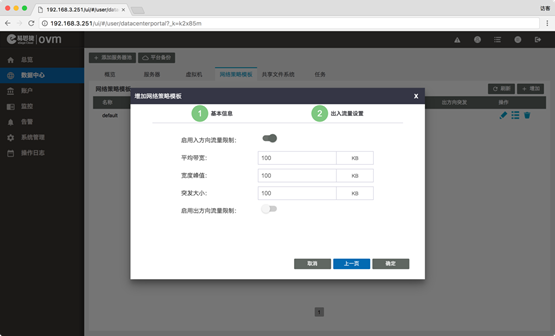 192.168.3.251/ui/#/user/data
访客
192.168.3.251/ui/#/user/datacenterportal?_k=k2x85m
易思捷 ovm
总览
数据中心
账户
监控
告警
系统管理
操作日志
添加服务器池 平台备份
概览 服务器 虚拟机 网络策略模板 共享文件系统 任务
网络策略模板 刷新 增加
名称 出方向突发 操作
default
增加网络策略模板 X
1 基本信息 2 出入流量设置
启用入方向流量限制:
平均带宽: 100 KB
宽度峰值: 100 KB
突发大小: 100 KB
启用出方向流量限制:
取消 上一页 确定
1